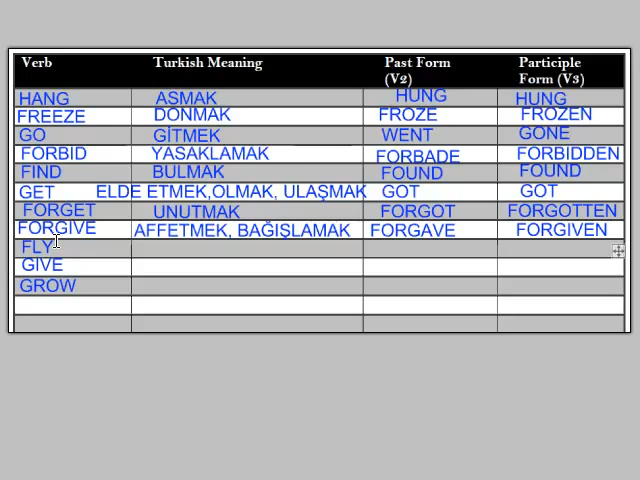 Verb Turkish Meaning Past Form (V2) Participle Form (V3)
HANG ASMAK HUNG HUNG
FREEZE DONMAK FROZE FROZEN
GO GİTMEK WENT GONE
FORBID YASAKLAMAK FORBADE FORBIDDEN
FIND BULMAK FOUND FOUND
GET ELDE ETMEK,OLMAK, ULAŞMAK GOT GOT
FORGET UNUTMAK FORGOT FORGOTTEN
FORGIVE AFFETMEK, BAĞIŞLAMAK FORGAVE FORGIVEN
FLY
GIVE
GROW